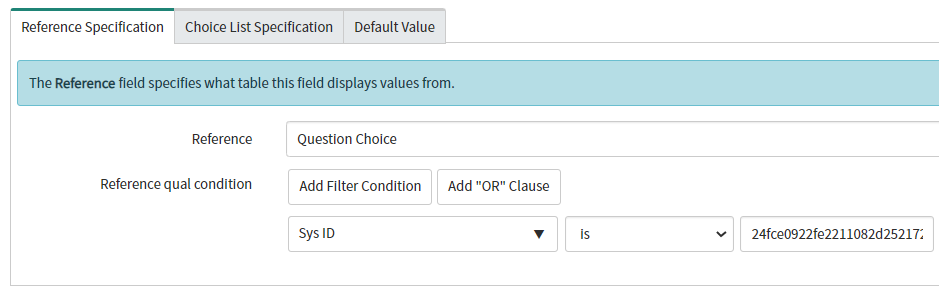 Reference Specification Choice List Specification Default Value
The Reference field specifies what table this field displays values from.
Reference Question Choice
Reference qual condition Add Filter Condition Add "OR" Clause
Sys ID is 24fce0922fe2211082d252172